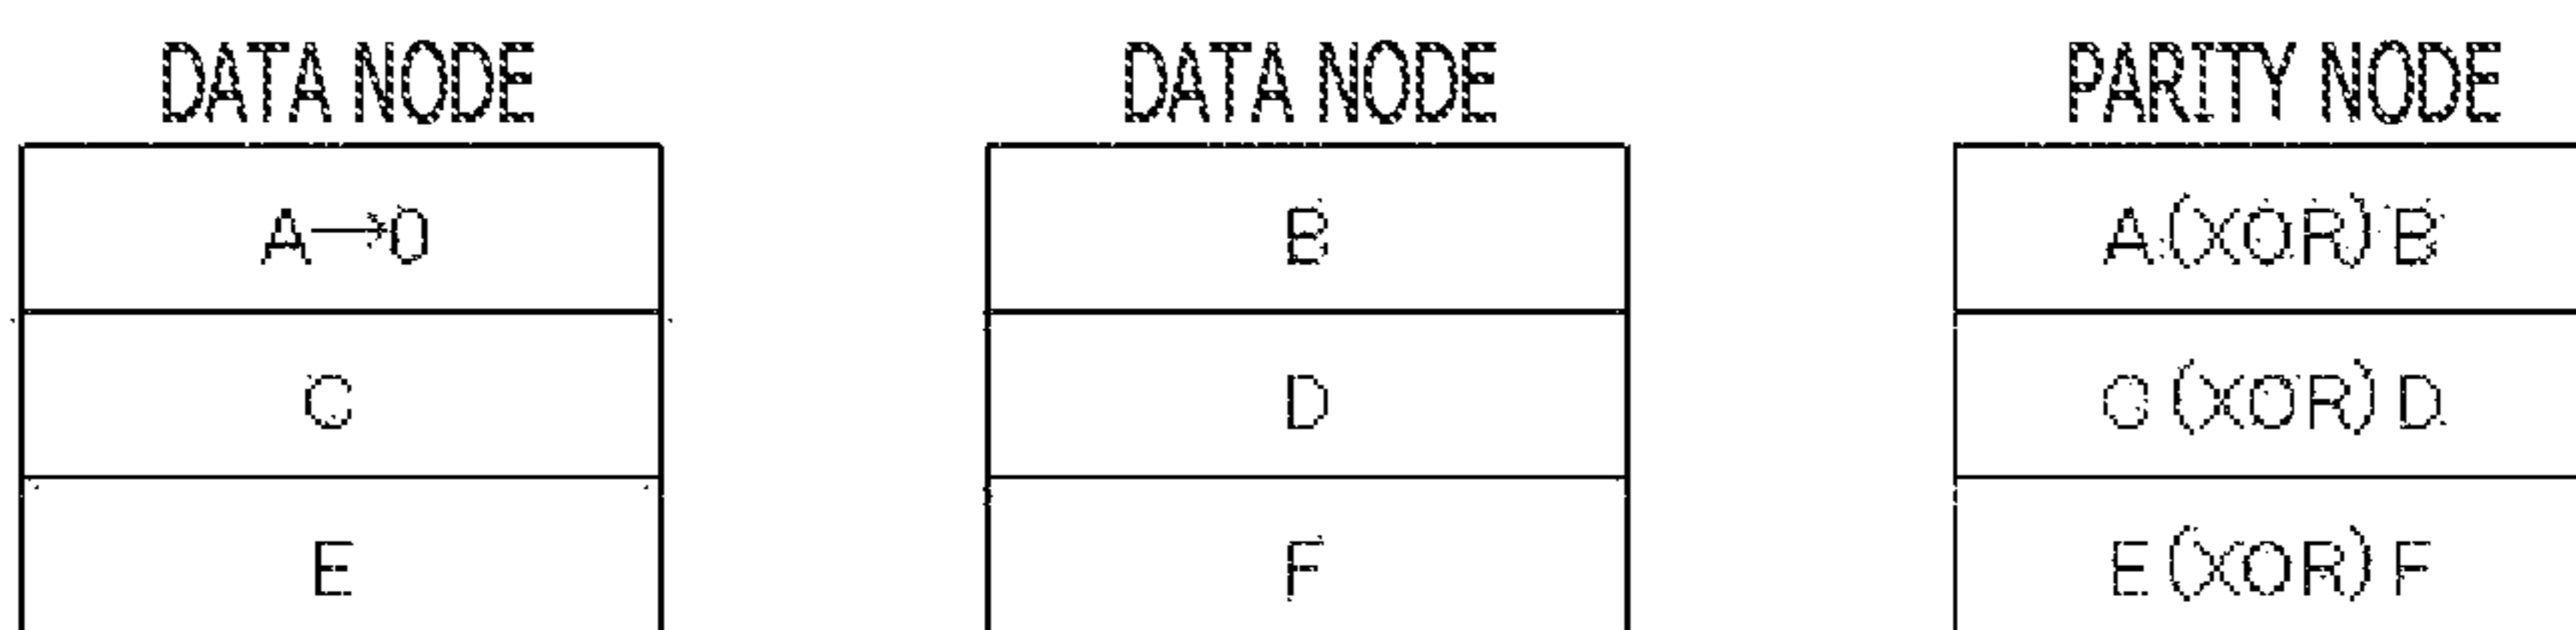 DATA NODE DATA NODE PARITY NODE
A→0 B A(XOR)B
C D C(XOR)D
E F E(XOR)F